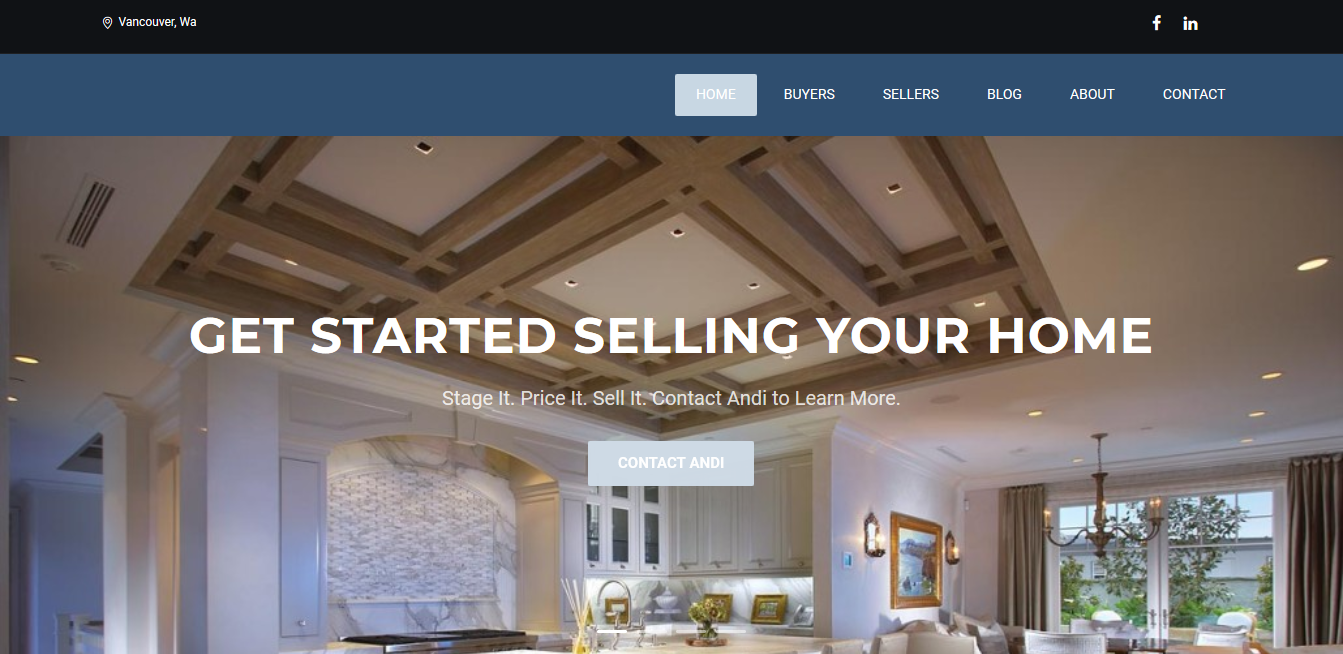 Vancouver, Wa
HOME BUYERS SELLERS BLOG ABOUT CONTACT
GET STARTED SELLING YOUR HOME
Stage It. Price It. Sell It. Contact Andi to Learn More.
CONTACT ANDI